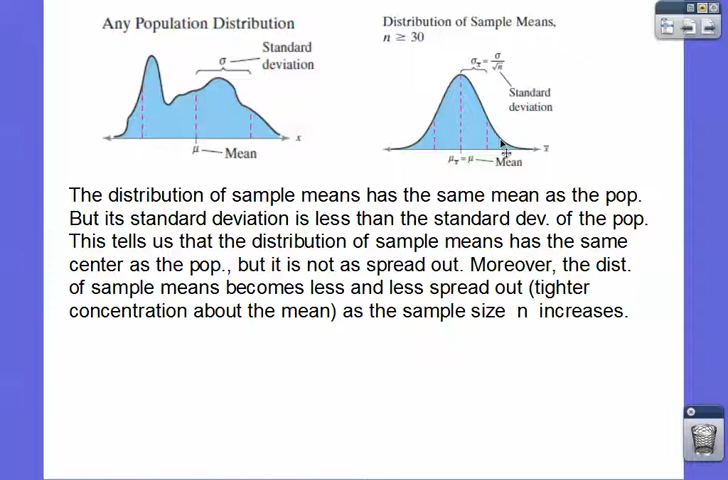 Any Population Distribution
Standard
deviation
σ
x
μ
Mean
Distribution of Sample Means,
n ≥ 30
σx̅ = σ/√n
Standard
deviation
x̅
μx̅ = μ
Mean
The distribution of sample means has the same mean as the pop.
But its standard deviation is less than the standard dev. of the pop.
This tells us that the distribution of sample means has the same
center as the pop., but it is not as spread out. Moreover, the dist.
of sample means becomes less and less spread out (tighter
concentration about the mean) as the sample size n increases.